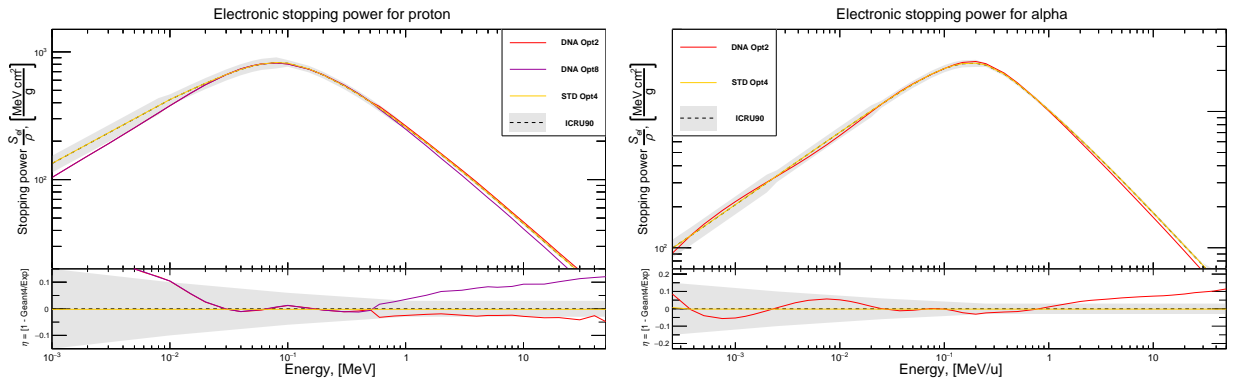 Electronic stopping power for proton
10³
10²
Stopping power S^el/ρ, [MeV cm²/g]
DNA Opt2
DNA Opt8
STD Opt4
ICRU90
0.1
0
−0.1
η = [1 - Geant4/Exp]
10⁻³ 10⁻² 10⁻¹ 1 10
Energy, [MeV]
Electronic stopping power for alpha
10²
Stopping power S^el/ρ, [MeV cm²/g]
DNA Opt2
STD Opt4
ICRU90
0.2
0.1
0
−0.1
−0.2
η = [1 - Geant4/Exp]
10⁻³ 10⁻² 10⁻¹ 1 10
Energy, [MeV/u]